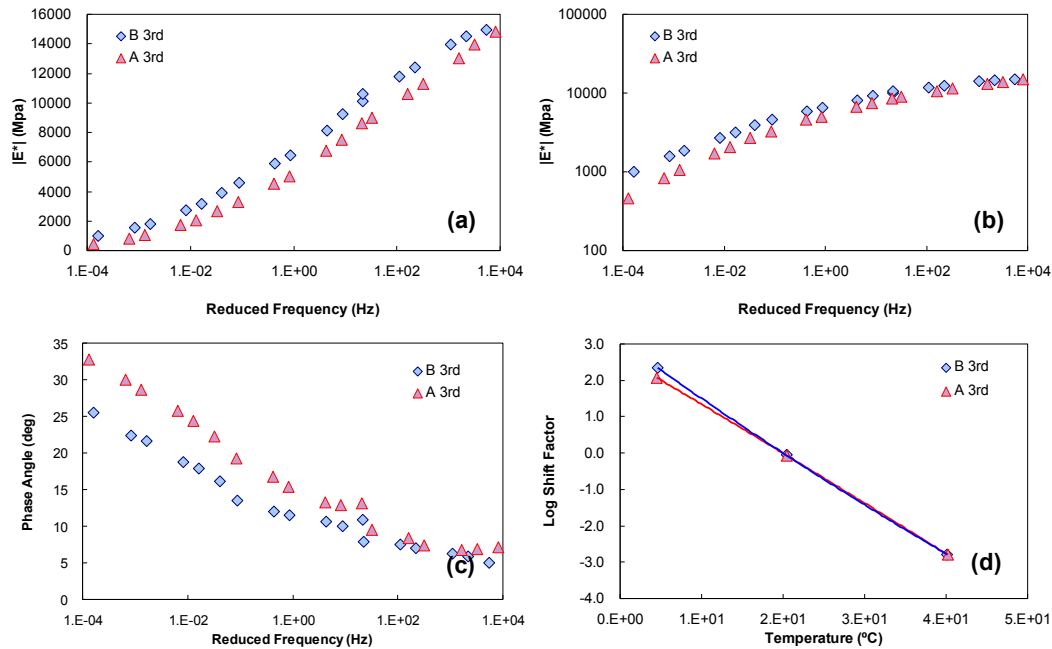 16000
14000
12000
10000
8000
6000
4000
2000
0
|E*| (Mpa)
B 3rd
A 3rd
(a)
1.E-04 1.E-02 1.E+00 1.E+02 1.E+04
Reduced Frequency (Hz)
100000
10000
1000
100
|E*| (Mpa)
B 3rd
A 3rd
(b)
1.E-04 1.E-02 1.E+00 1.E+02 1.E+04
Reduced Frequency (Hz)
35
30
25
20
15
10
5
0
Phase Angle (deg)
B 3rd
A 3rd
(c)
1.E-04 1.E-02 1.E+00 1.E+02 1.E+04
Reduced Frequency (Hz)
3.0
2.0
1.0
0.0
-1.0
-2.0
-3.0
-4.0
Log Shift Factor
B 3rd
A 3rd
(d)
0.E+00 1.E+01 2.E+01 3.E+01 4.E+01 5.E+01
Temperature (ºC)